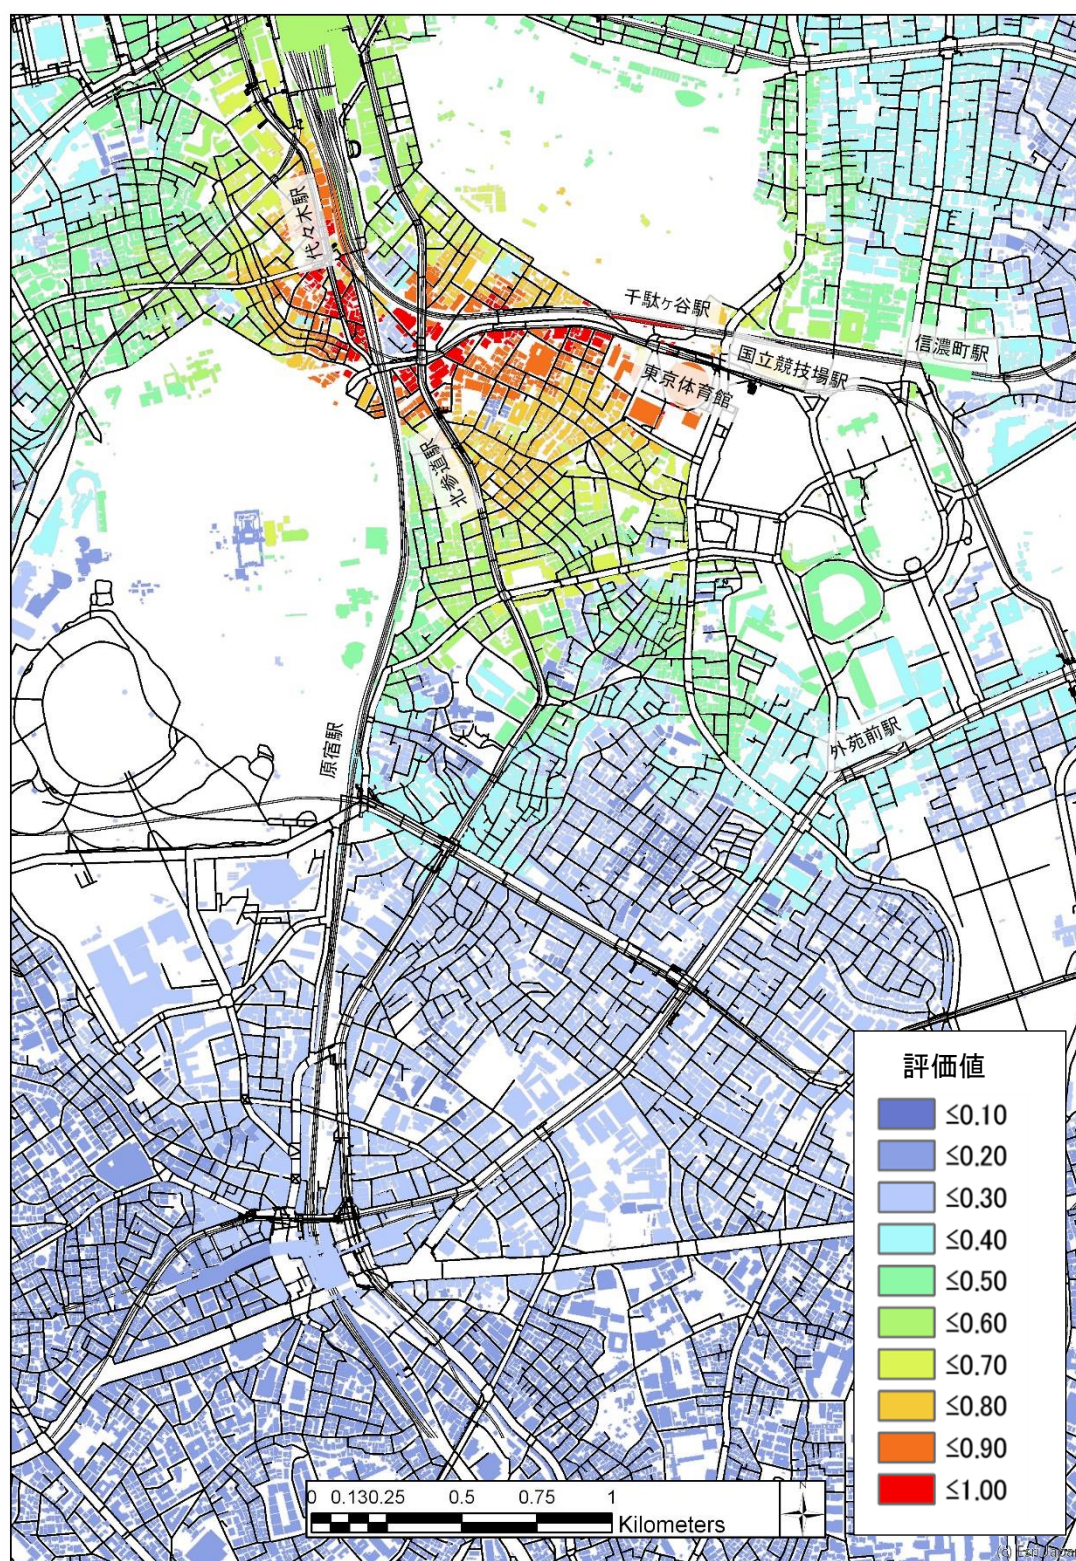 代々木駅
千駄ヶ谷駅
信濃町駅
国立競技場駅
東京体育館
北参道駅
外苑前駅
原宿駅
評価値
≤0.10
≤0.20
≤0.30
≤0.40
≤0.50
≤0.60
≤0.70
≤0.80
≤0.90
≤1.00
0 0.130.25 0.5 0.75 1
Kilometers
N
(c) Esri Japan